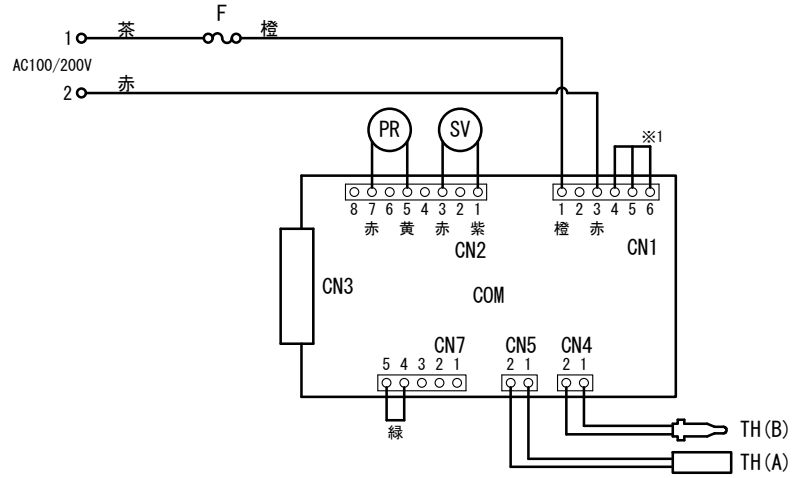 F
1 茶 橙
AC100/200V
2 赤
PR SV ※1
8 7 6 5 4 3 2 1 1 2 3 4 5 6
赤 黄 赤 紫 橙 赤
CN2 CN1
CN3 COM
CN7 CN5 CN4
5 4 3 2 1 2 1 2 1
緑
TH(B)
TH(A)